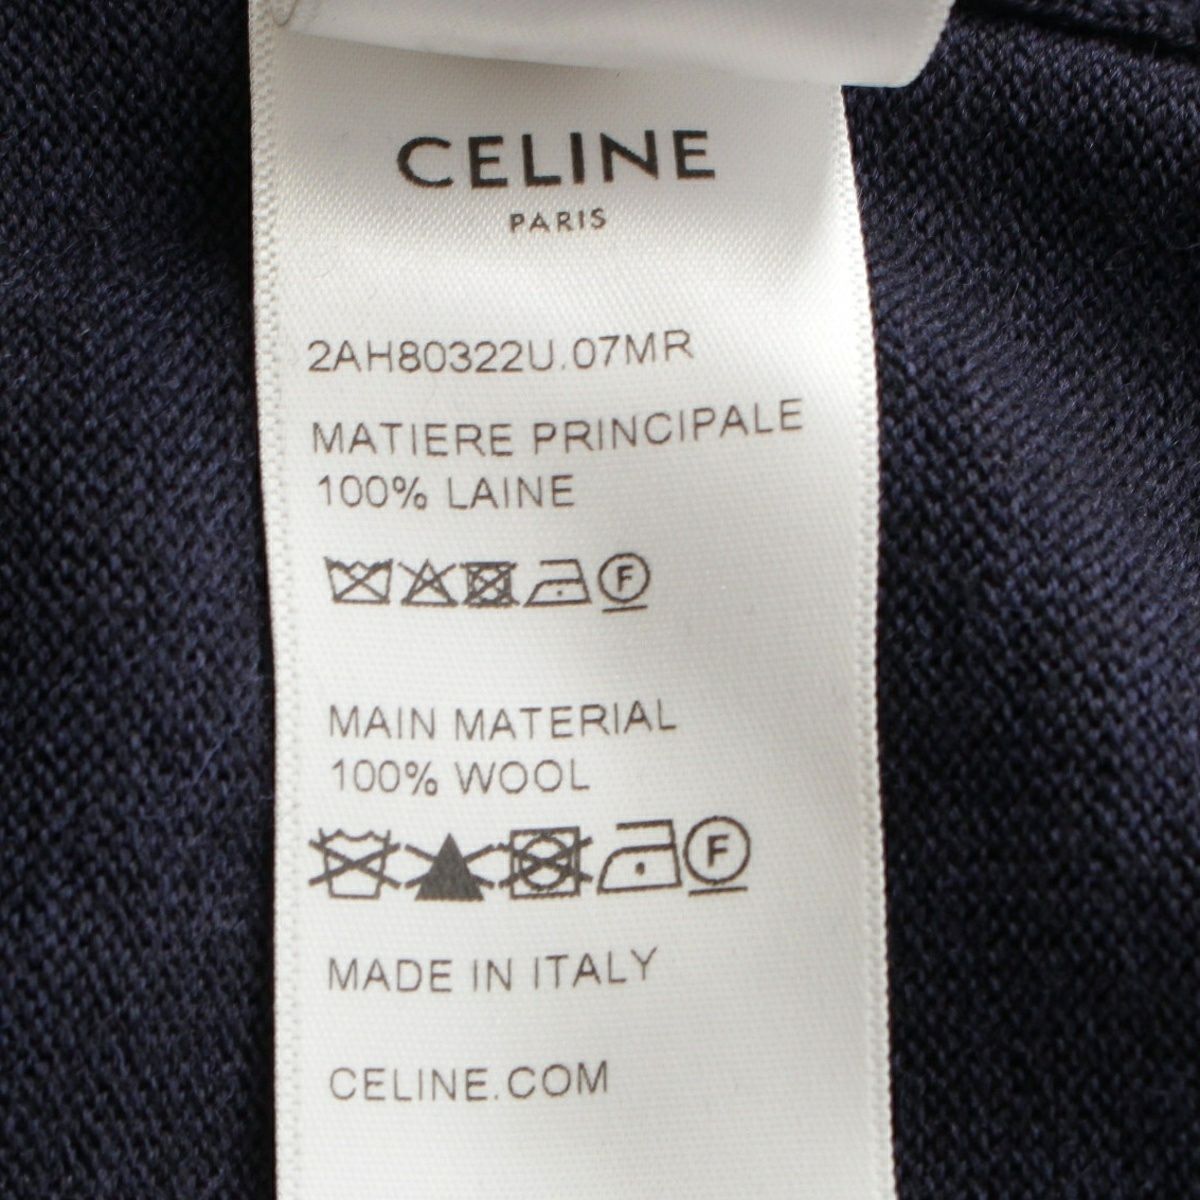 CELINE
PARIS
2AH80322U.07MR
MATIERE PRINCIPALE
100% LAINE
F
MAIN MATERIAL
100% WOOL
F
MADE IN ITALY
CELINE.COM